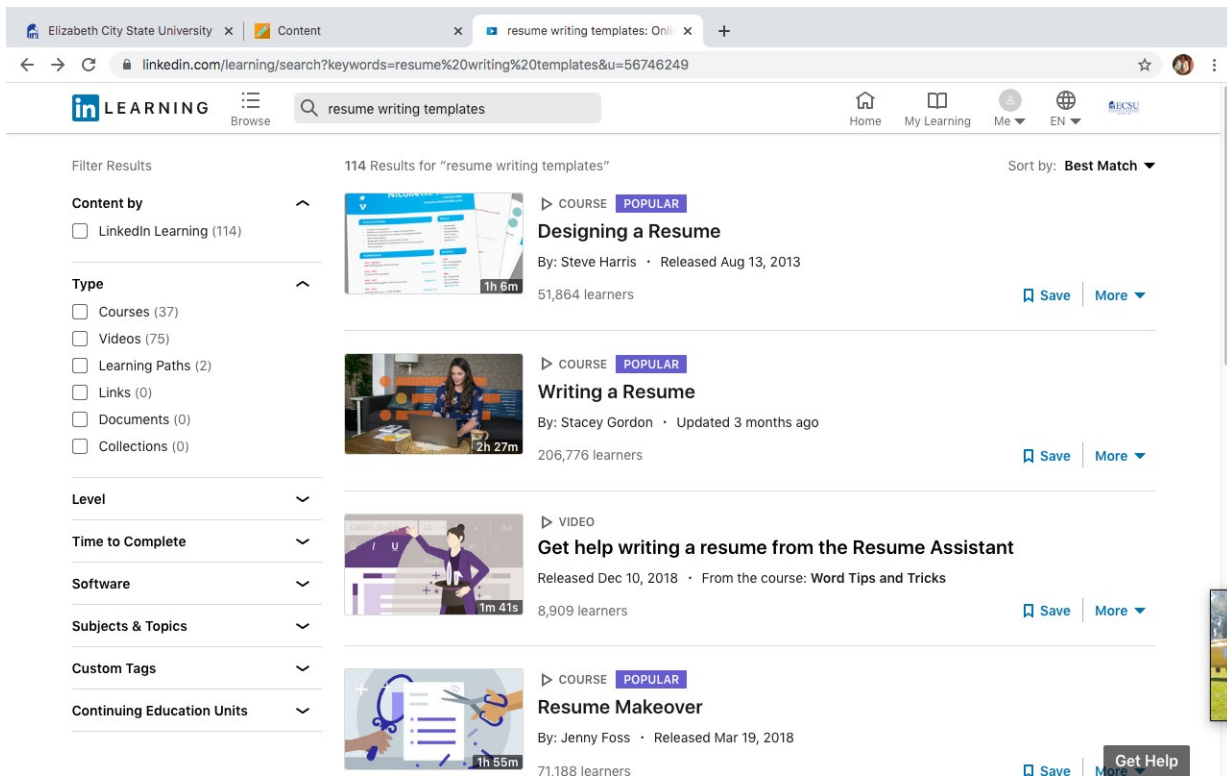 Elizabeth City State University
Content
resume writing templates: Onli
linkedin.com/learning/search?keywords=resume%20writing%20templates&u=56746249
in LEARNING
Browse
resume writing templates
Home
My Learning
Me
EN
ECSU
Filter Results
114 Results for “resume writing templates”
Sort by: Best Match
Content by
LinkedIn Learning (114)
Type
Courses (37)
Videos (75)
Learning Paths (2)
Links (0)
Documents (0)
Collections (0)
Level
Time to Complete
Software
Subjects & Topics
Custom Tags
Continuing Education Units
1h 6m
COURSE POPULAR
Designing a Resume
By: Steve Harris · Released Aug 13, 2013
51,864 learners
Save More
2h 27m
COURSE POPULAR
Writing a Resume
By: Stacey Gordon · Updated 3 months ago
206,776 learners
Save More
1m 41s
VIDEO
Get help writing a resume from the Resume Assistant
Released Dec 10, 2018 · From the course: Word Tips and Tricks
8,909 learners
Save More
1h 55m
COURSE POPULAR
Resume Makeover
By: Jenny Foss · Released Mar 19, 2018
71,188 learners
Save More
Get Help